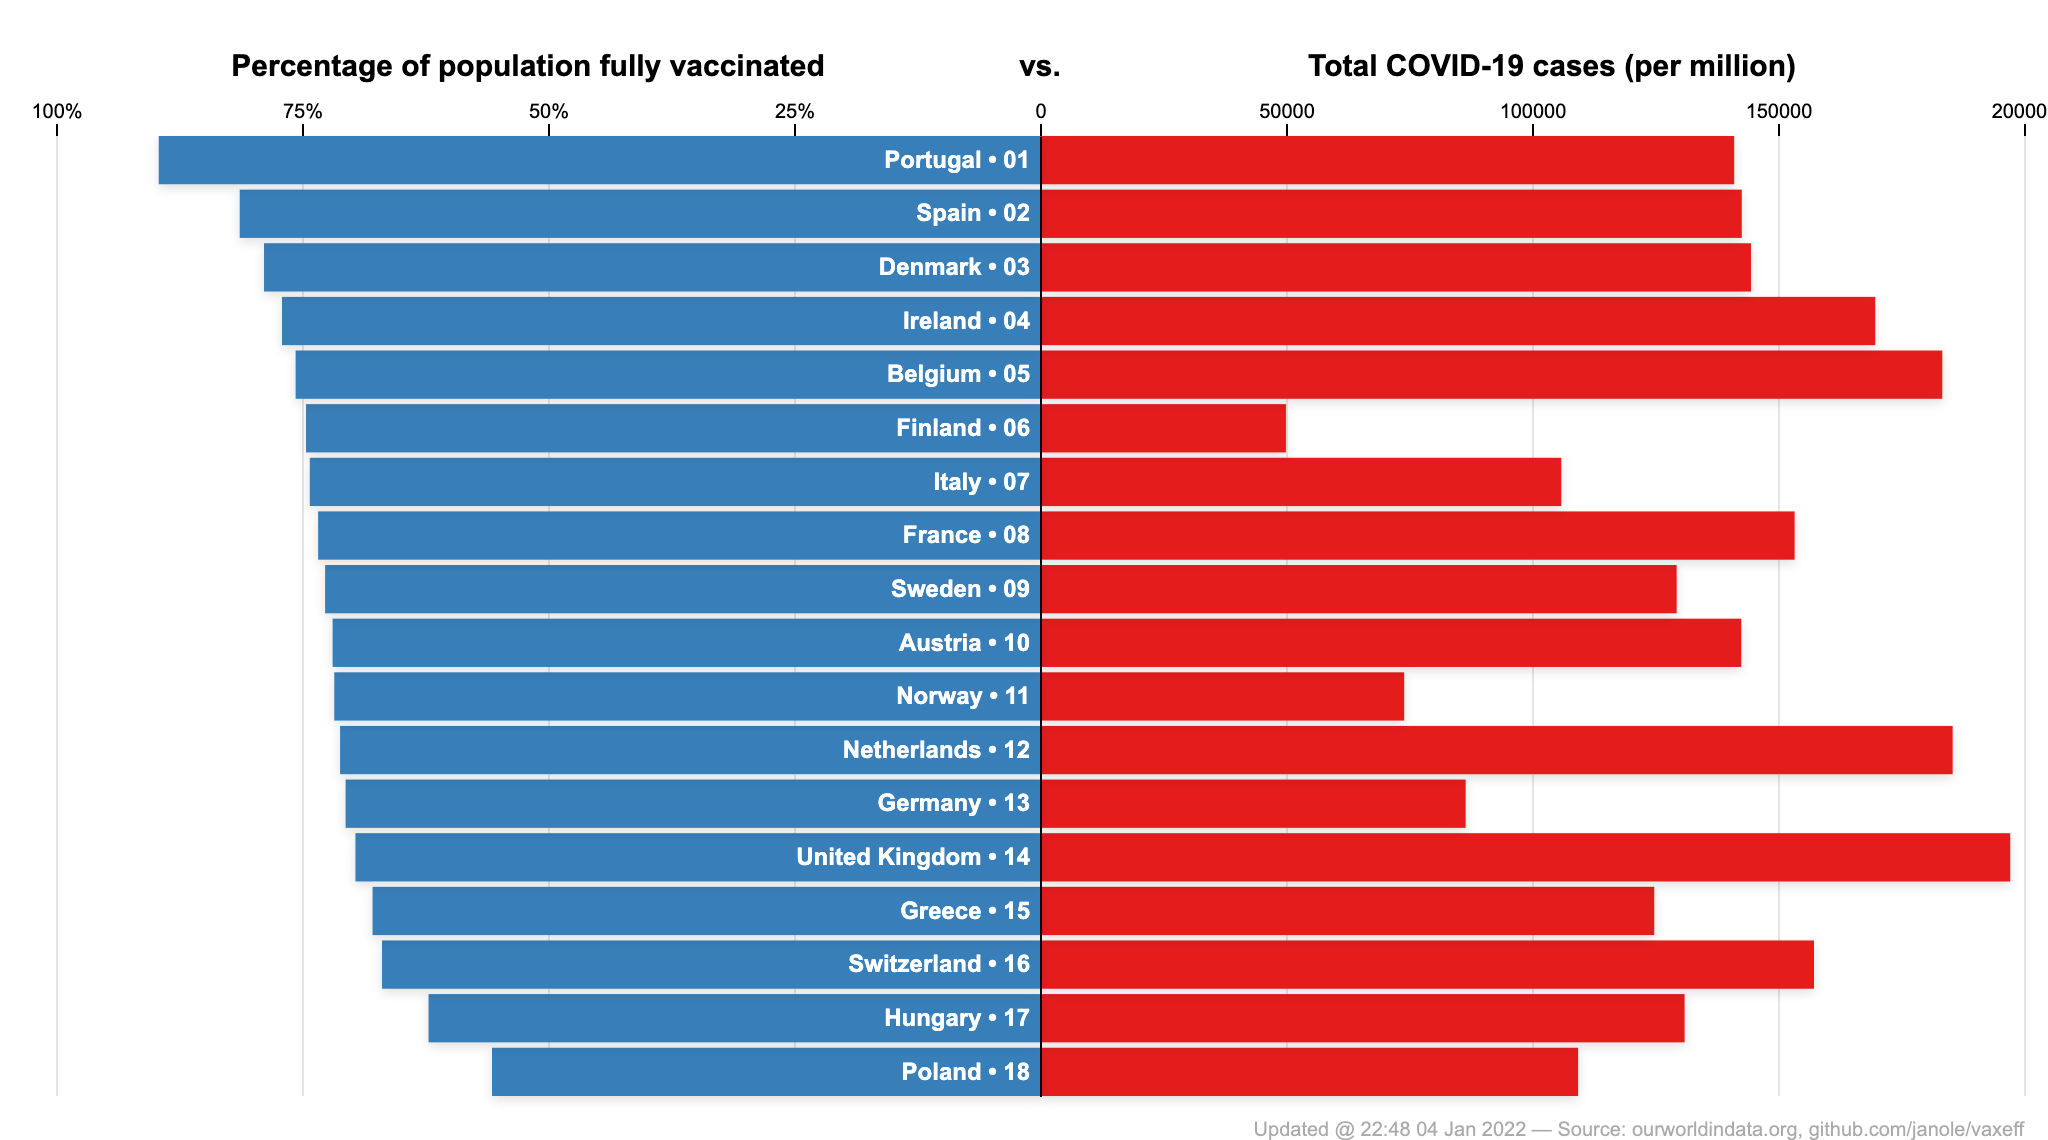 Percentage of population fully vaccinated vs. Total COVID-19 cases (per million)
100% 75% 50% 25% 0 50000 100000 150000 20000
Portugal • 01
Spain • 02
Denmark • 03
Ireland • 04
Belgium • 05
Finland • 06
Italy • 07
France • 08
Sweden • 09
Austria • 10
Norway • 11
Netherlands • 12
Germany • 13
United Kingdom • 14
Greece • 15
Switzerland • 16
Hungary • 17
Poland • 18
Updated @ 22:48 04 Jan 2022 — Source: ourworldindata.org, github.com/janole/vaxeff